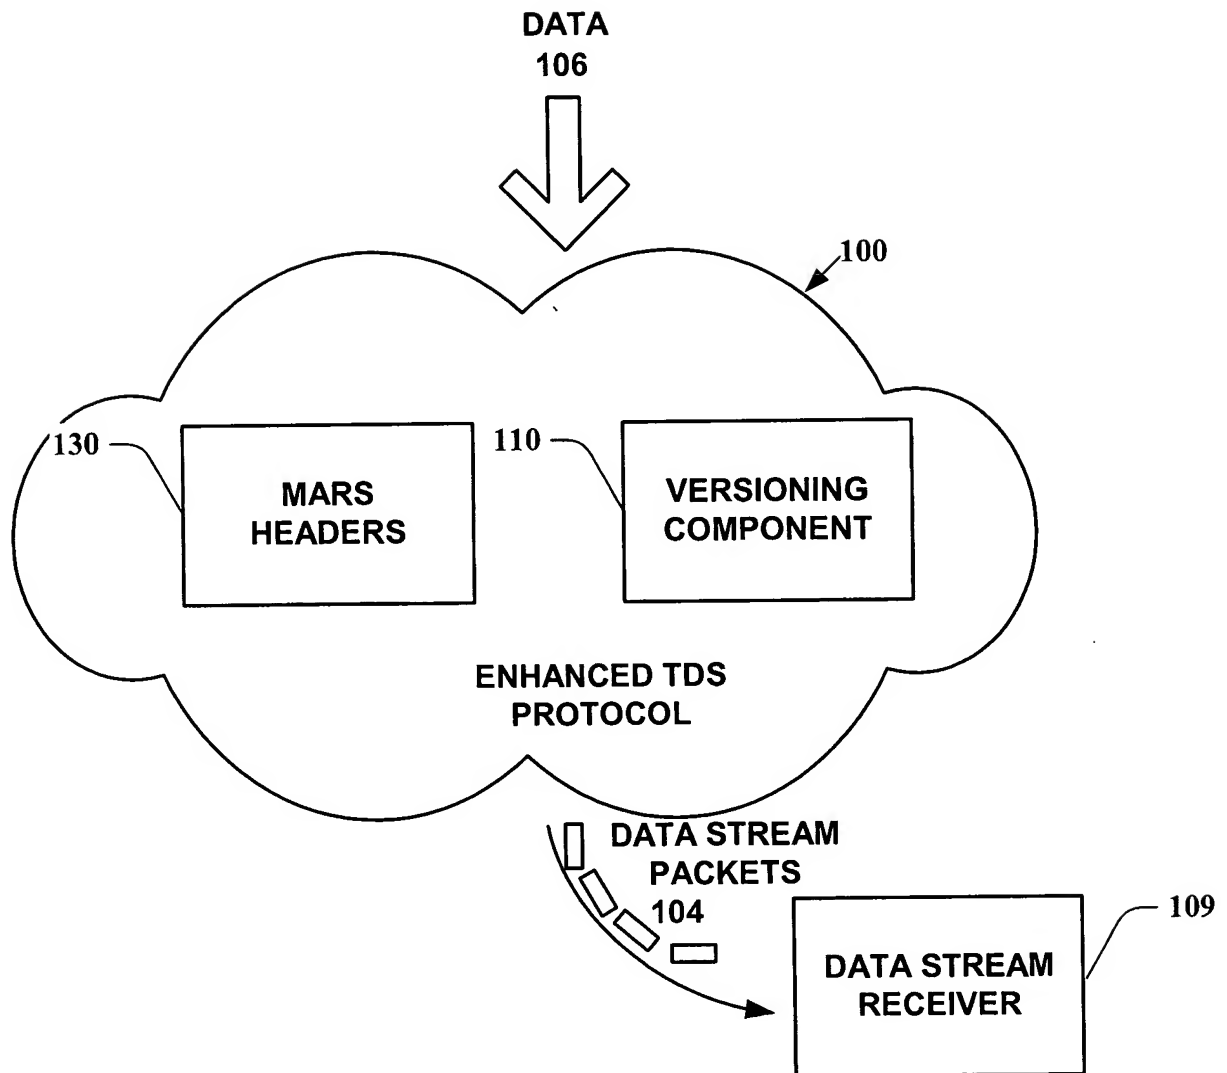 DATA
106
100
130
MARS
HEADERS
110
VERSIONING
COMPONENT
ENHANCED TDS
PROTOCOL
DATA STREAM
PACKETS
104
109
DATA STREAM
RECEIVER